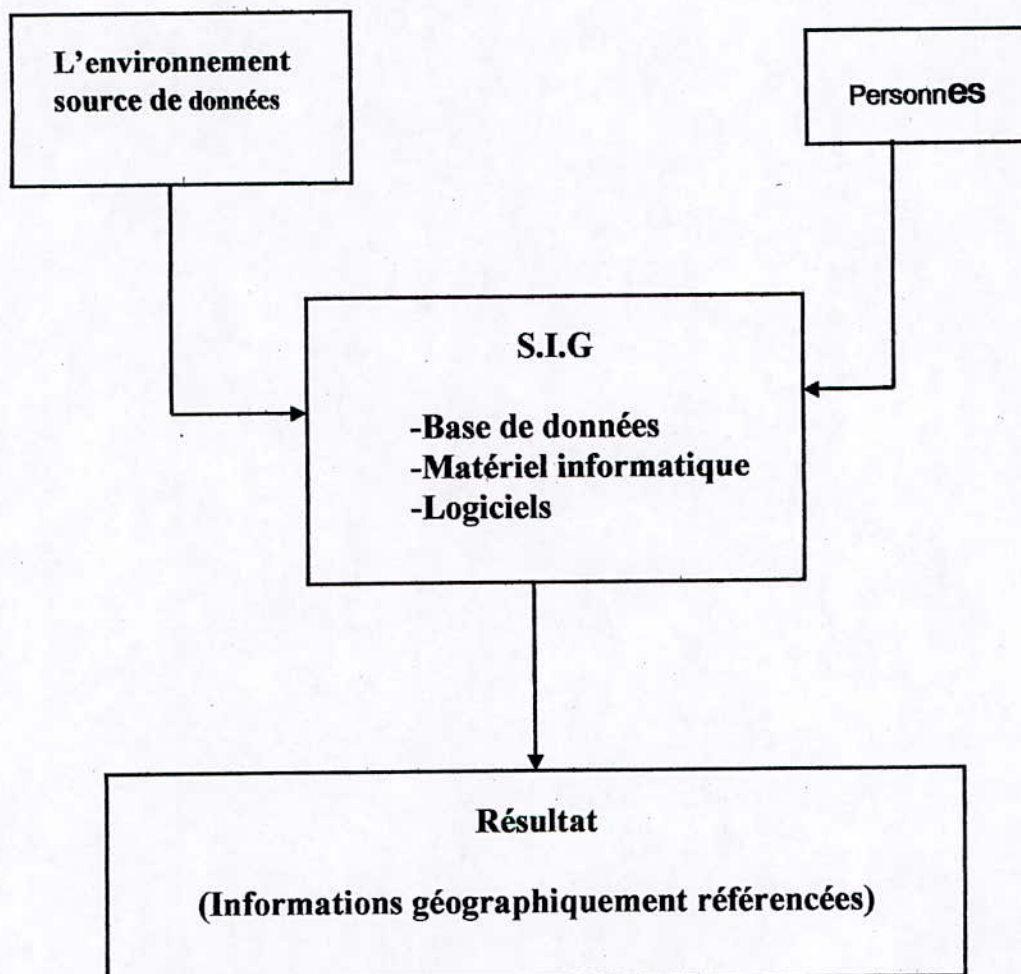 L'environnement
source de données
Personnes
S.I.G
-Base de données
-Matériel informatique
-Logiciels
Résultat
(Informations géographiquement référencées)